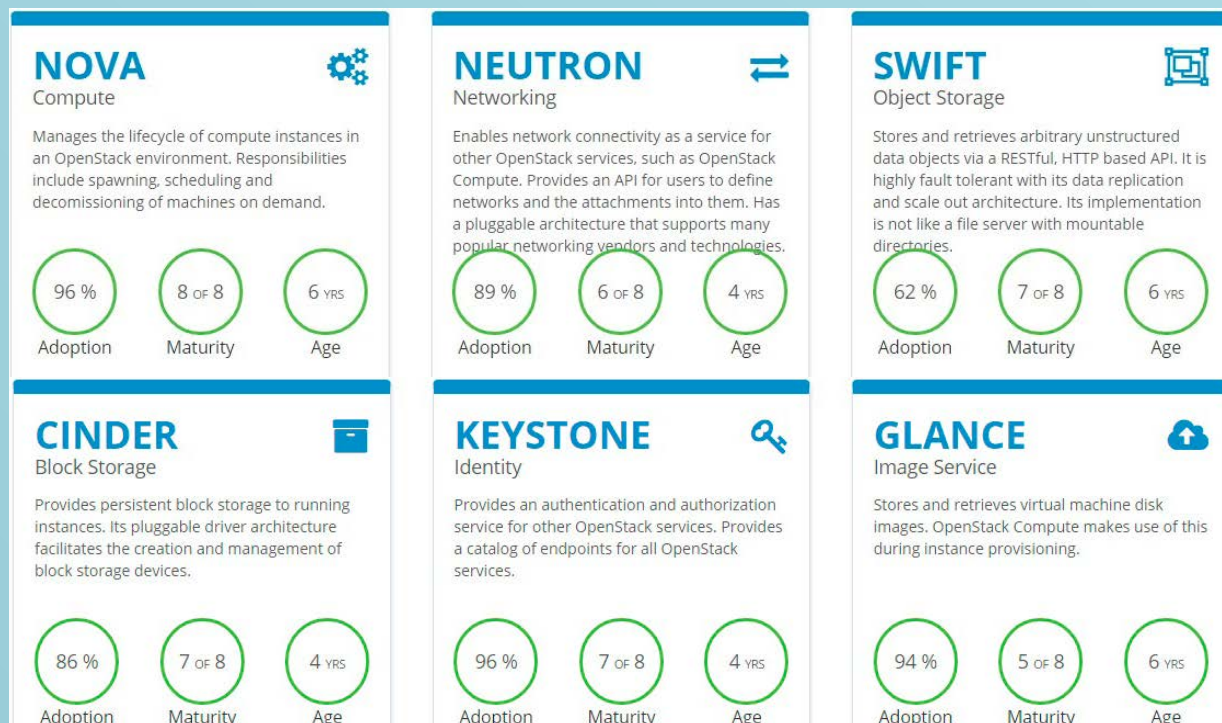 NOVA
Compute
Manages the lifecycle of compute instances in
an OpenStack environment. Responsibilities
include spawning, scheduling and
decomissioning of machines on demand.
96 %
8 OF 8
6 YRS
Adoption
Maturity
Age
NEUTRON
Networking
Enables network connectivity as a service for
other OpenStack services, such as OpenStack
Compute. Provides an API for users to define
networks and the attachments into them. Has
a pluggable architecture that supports many
popular networking vendors and technologies.
89 %
6 OF 8
4 YRS
Adoption
Maturity
Age
SWIFT
Object Storage
Stores and retrieves arbitrary unstructured
data objects via a RESTful, HTTP based API. It is
highly fault tolerant with its data replication
and scale out architecture. Its implementation
is not like a file server with mountable
directories.
62 %
7 OF 8
6 YRS
Adoption
Maturity
Age
CINDER
Block Storage
Provides persistent block storage to running
instances. Its pluggable driver architecture
facilitates the creation and management of
block storage devices.
86 %
7 OF 8
4 YRS
Adoption
Maturity
Age
KEYSTONE
Identity
Provides an authentication and authorization
service for other OpenStack services. Provides
a catalog of endpoints for all OpenStack
services.
96 %
7 OF 8
4 YRS
Adoption
Maturity
Age
GLANCE
Image Service
Stores and retrieves virtual machine disk
images. OpenStack Compute makes use of this
during instance provisioning.
94 %
5 OF 8
6 YRS
Adoption
Maturity
Age